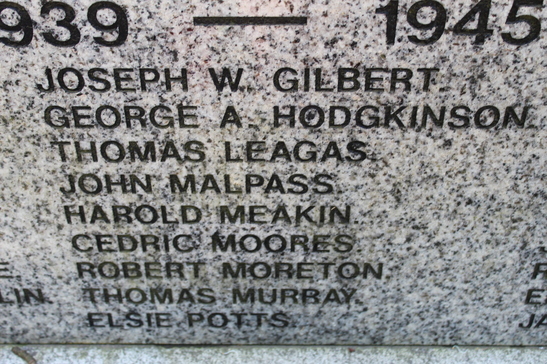 939 — 1945
JOSEPH W. GILBERT.
GEORGE A. HODGKINSON.
THOMAS LEAGAS.
JOHN MALPASS.
HAROLD MEAKIN.
CEDRIC MOORES
ROBERT MORETON.
THOMAS MURRAY.
ELSIE POTTS.